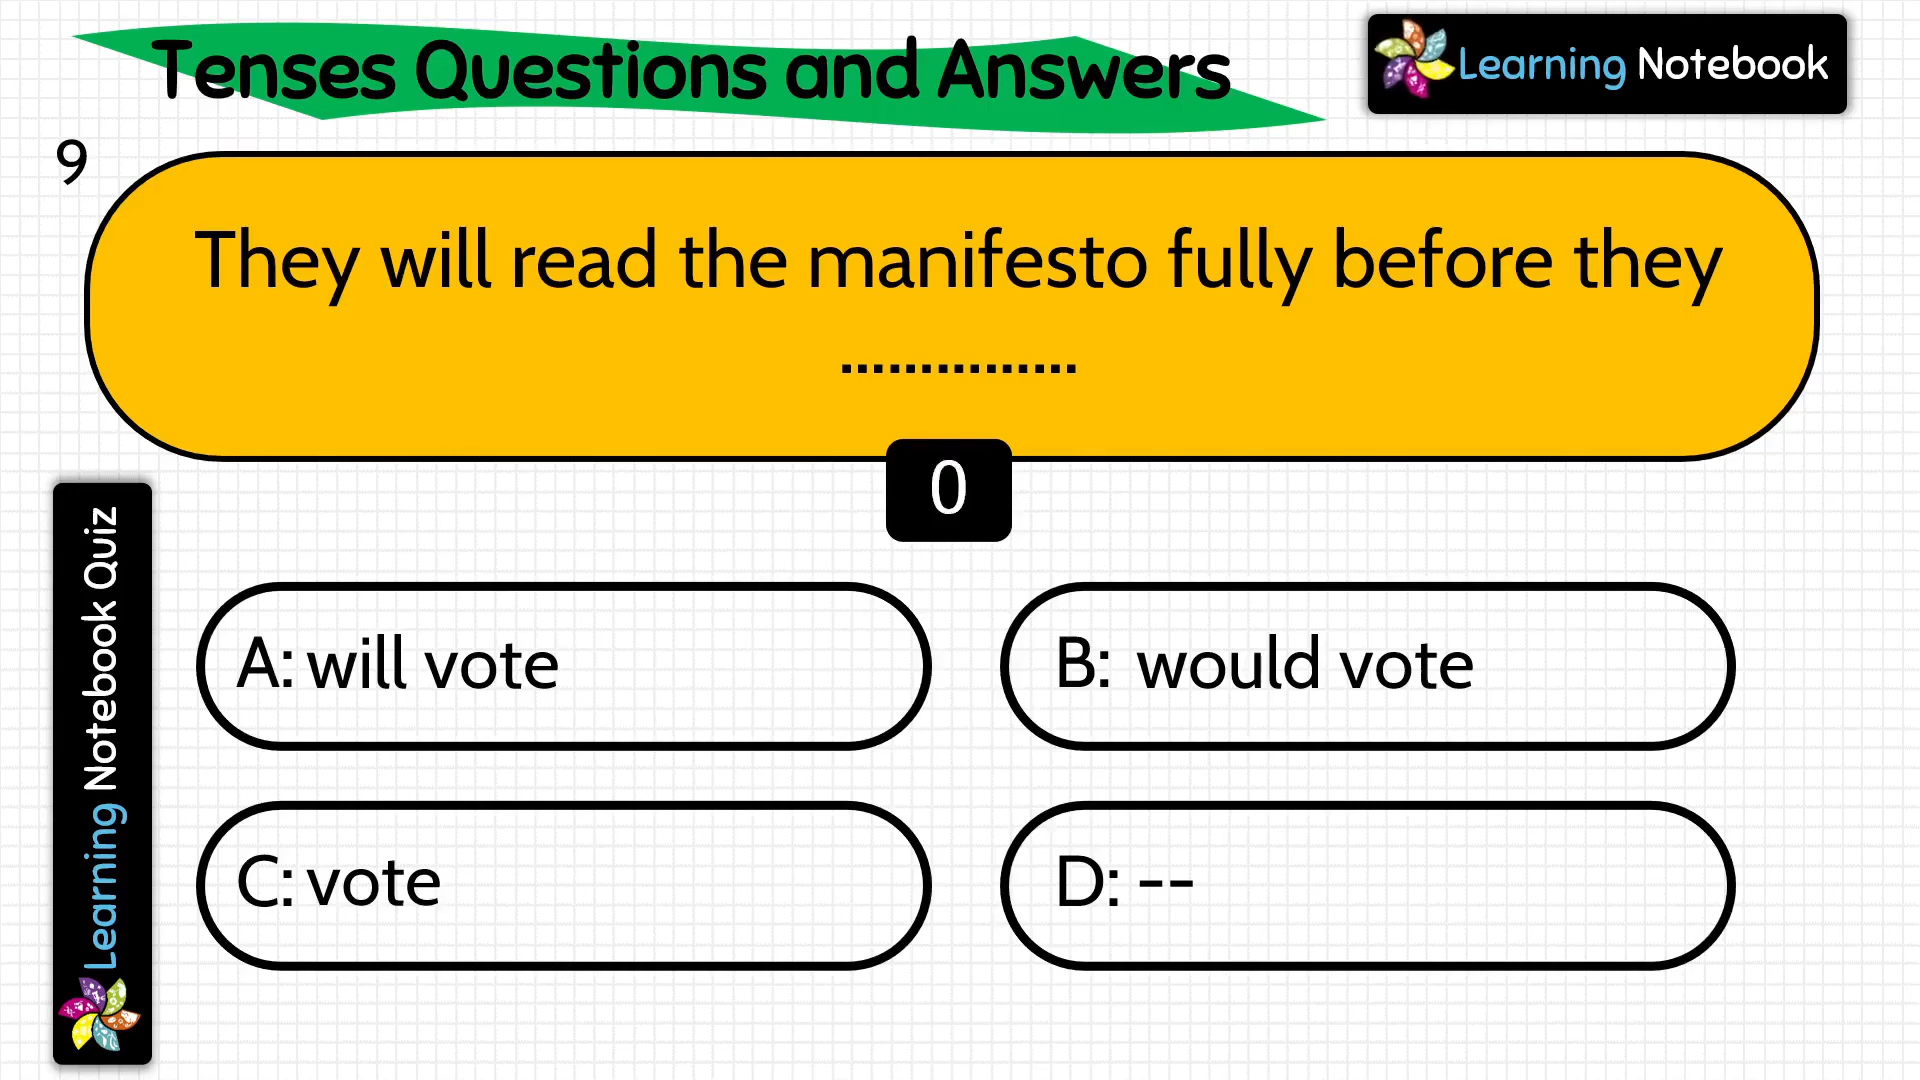 Tenses Questions and Answers
Learning Notebook
9
They will read the manifesto fully before they
...............
0
A: will vote
B: would vote
C: vote
D: --
Learning Notebook Quiz